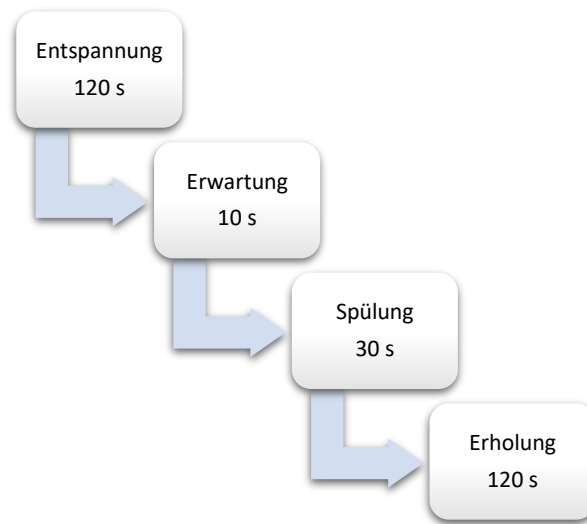 Entspannung
120 s
Erwartung
10 s
Spülung
30 s
Erholung
120 s